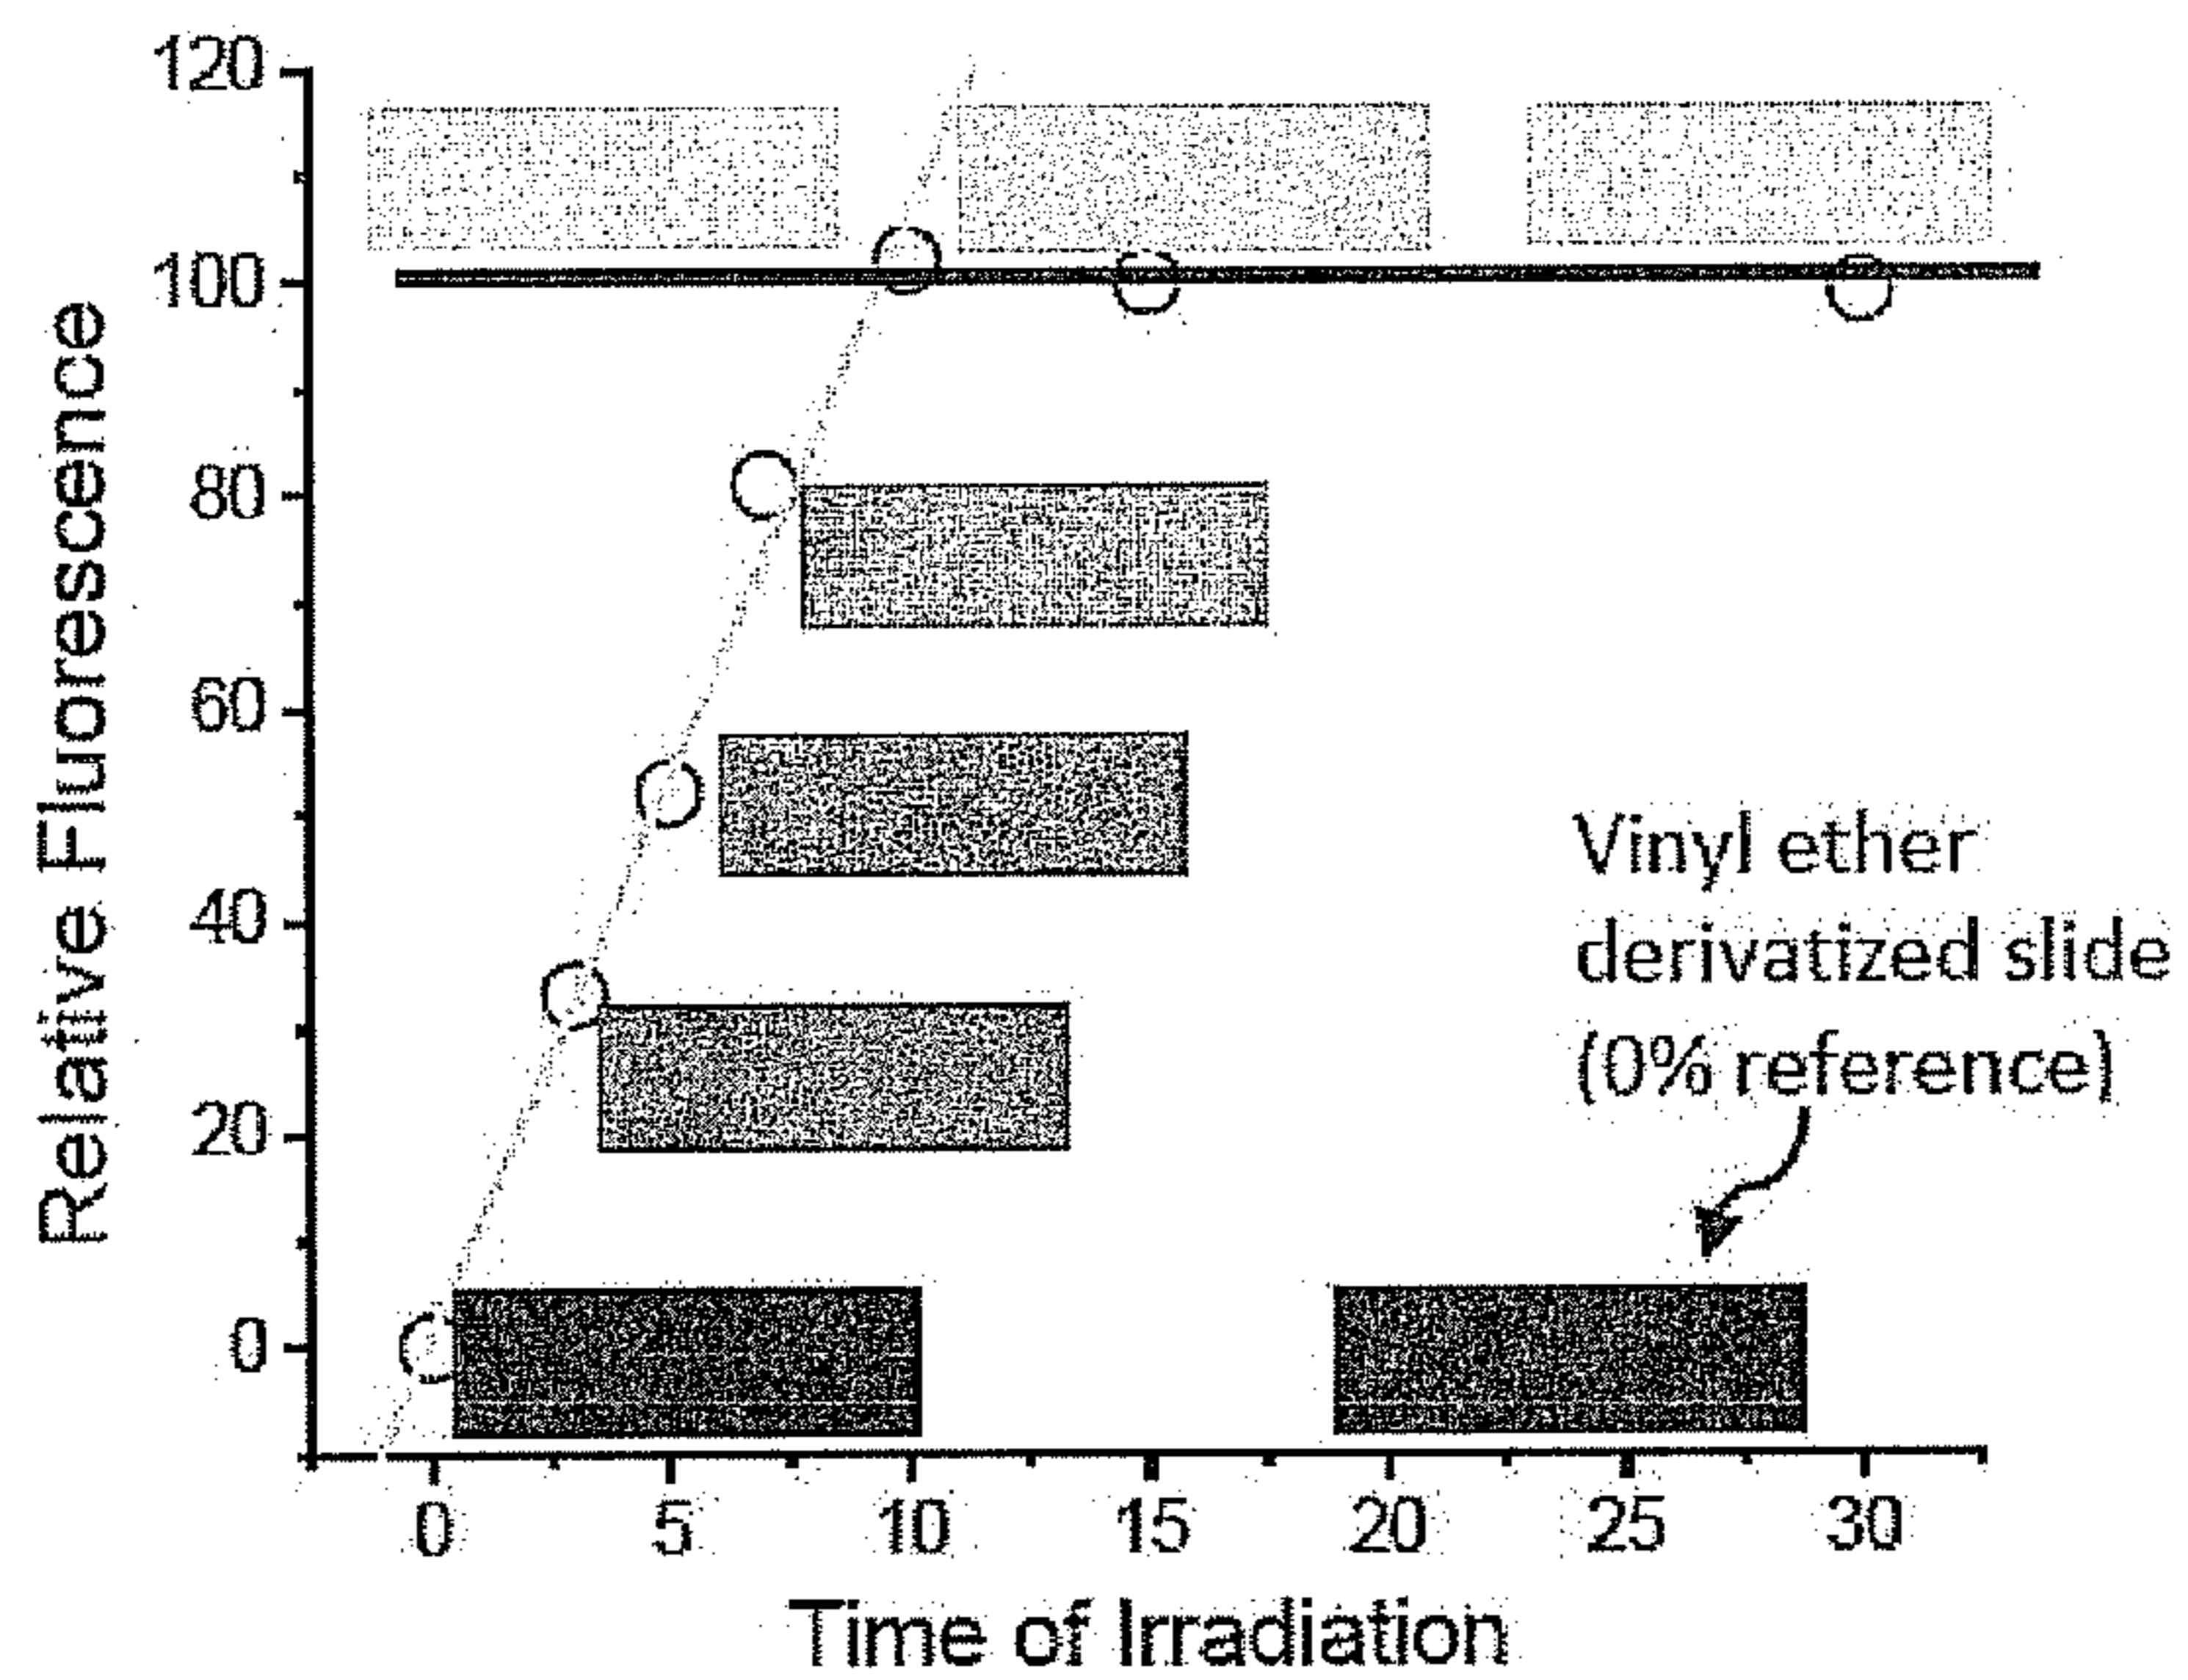 120
100
80
60
40
20
0
Relative Fluorescence
Vinyl ether
derivatized slide
(0% reference)
0 5 10 15 20 25 30
Time of Irradiation